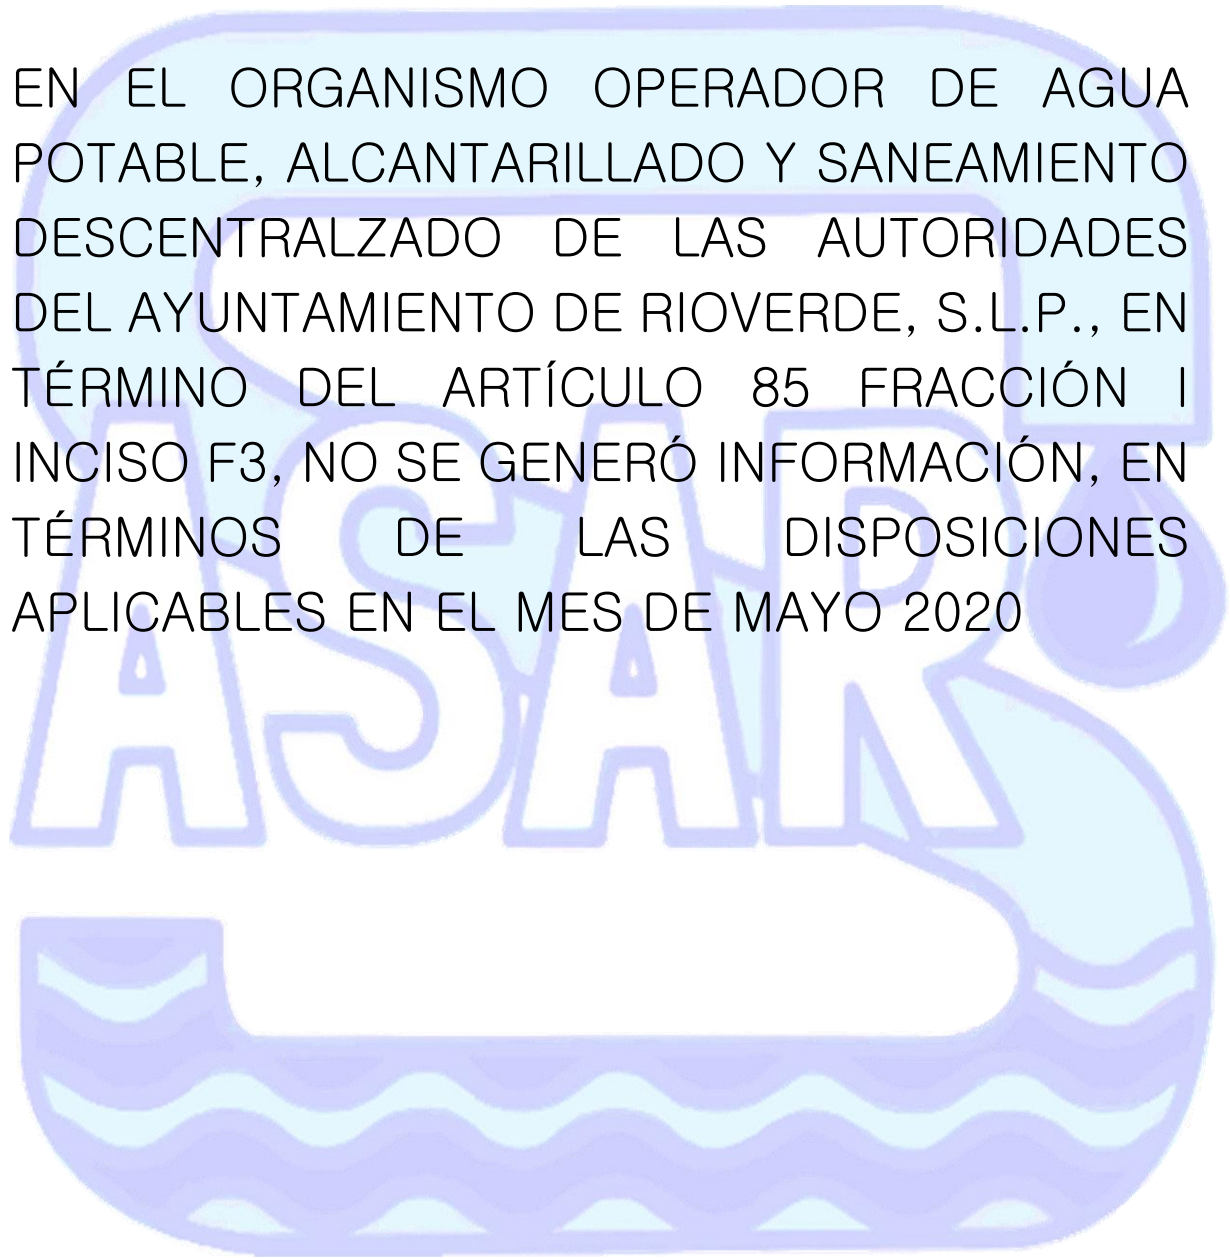 EN EL ORGANISMO OPERADOR DE AGUA
POTABLE, ALCANTARILLADO Y SANEAMIENTO
DESCENTRALZADO DE LAS AUTORIDADES
DEL AYUNTAMIENTO DE RIOVERDE, S.L.P., EN
TÉRMINO DEL ARTÍCULO 85 FRACCIÓN I
INCISO F3, NO SE GENERÓ INFORMACIÓN, EN
TÉRMINOS DE LAS DISPOSICIONES
APLICABLES EN EL MES DE MAYO 2020
ASAR